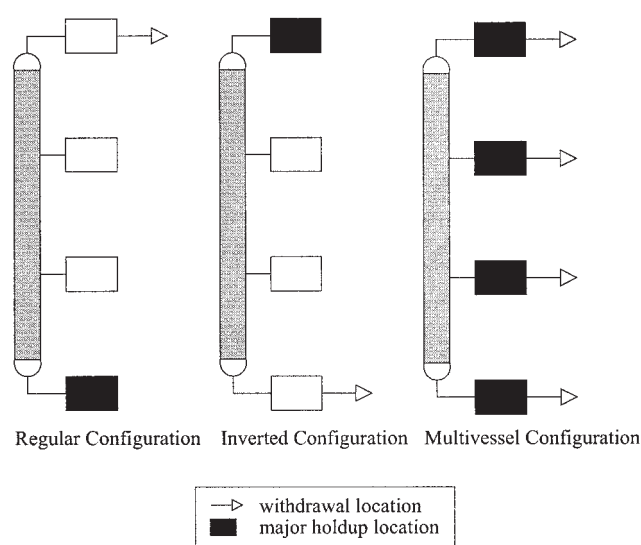 Regular Configuration Inverted Configuration Multivessel Configuration
withdrawal location
major holdup location